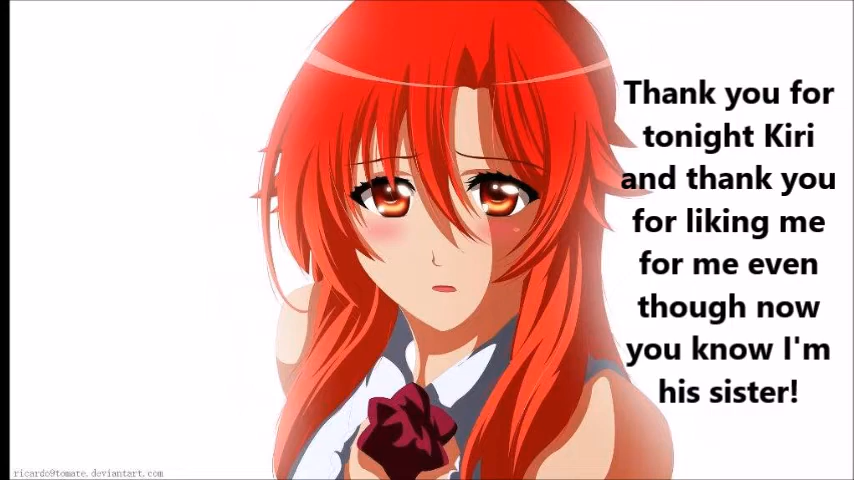 Thank you for
tonight Kiri
and thank you
for liking me
for me even
though now
you know I'm
his sister!
ricardo9tomate.deviantart.com